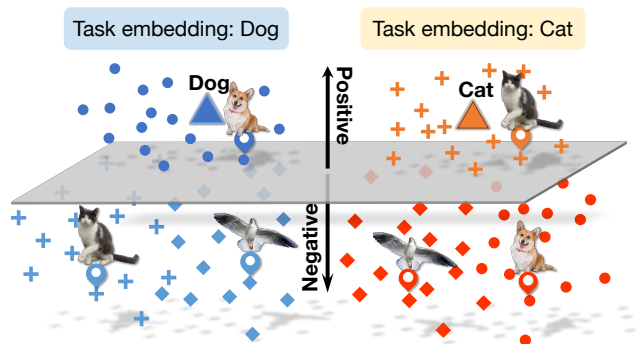 Task embedding: Dog
Task embedding: Cat
Dog
Positive
Cat
Negative